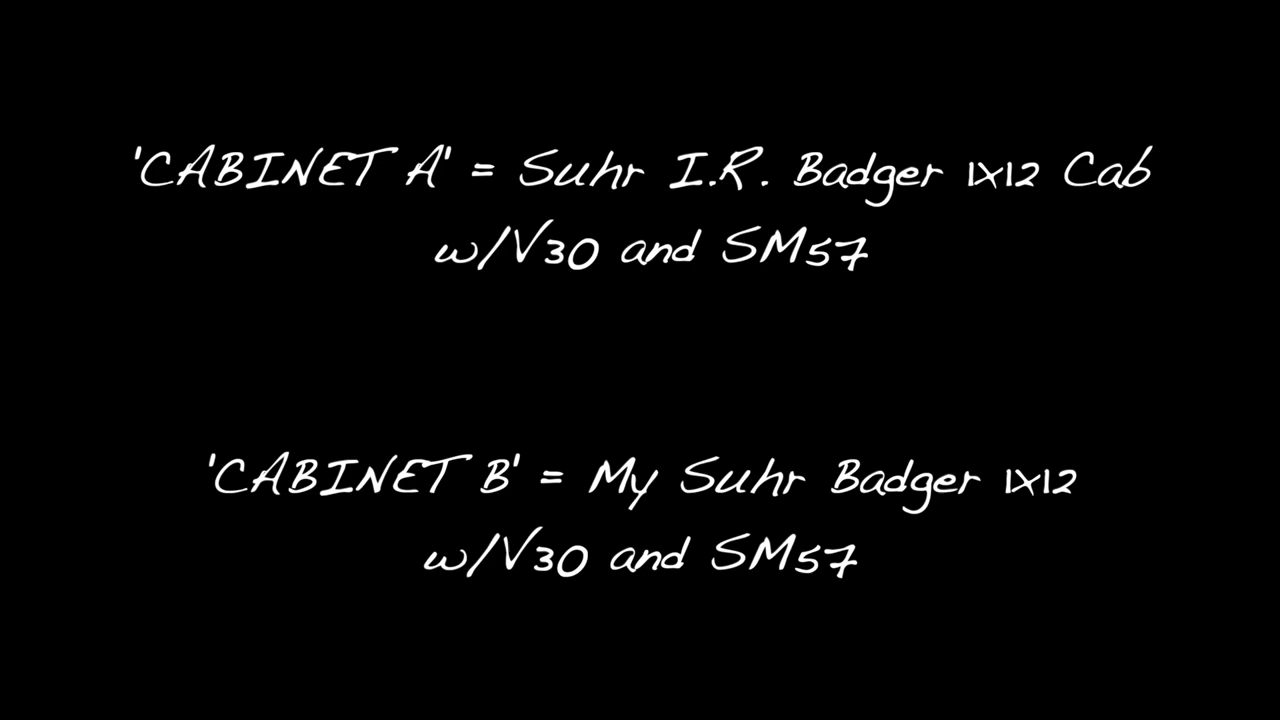 'CABINET A' = Suhr I.R. Badger 1x12 Cab
w/V30 and SM57
'CABINET B' = My Suhr Badger 1x12
w/V30 and SM57